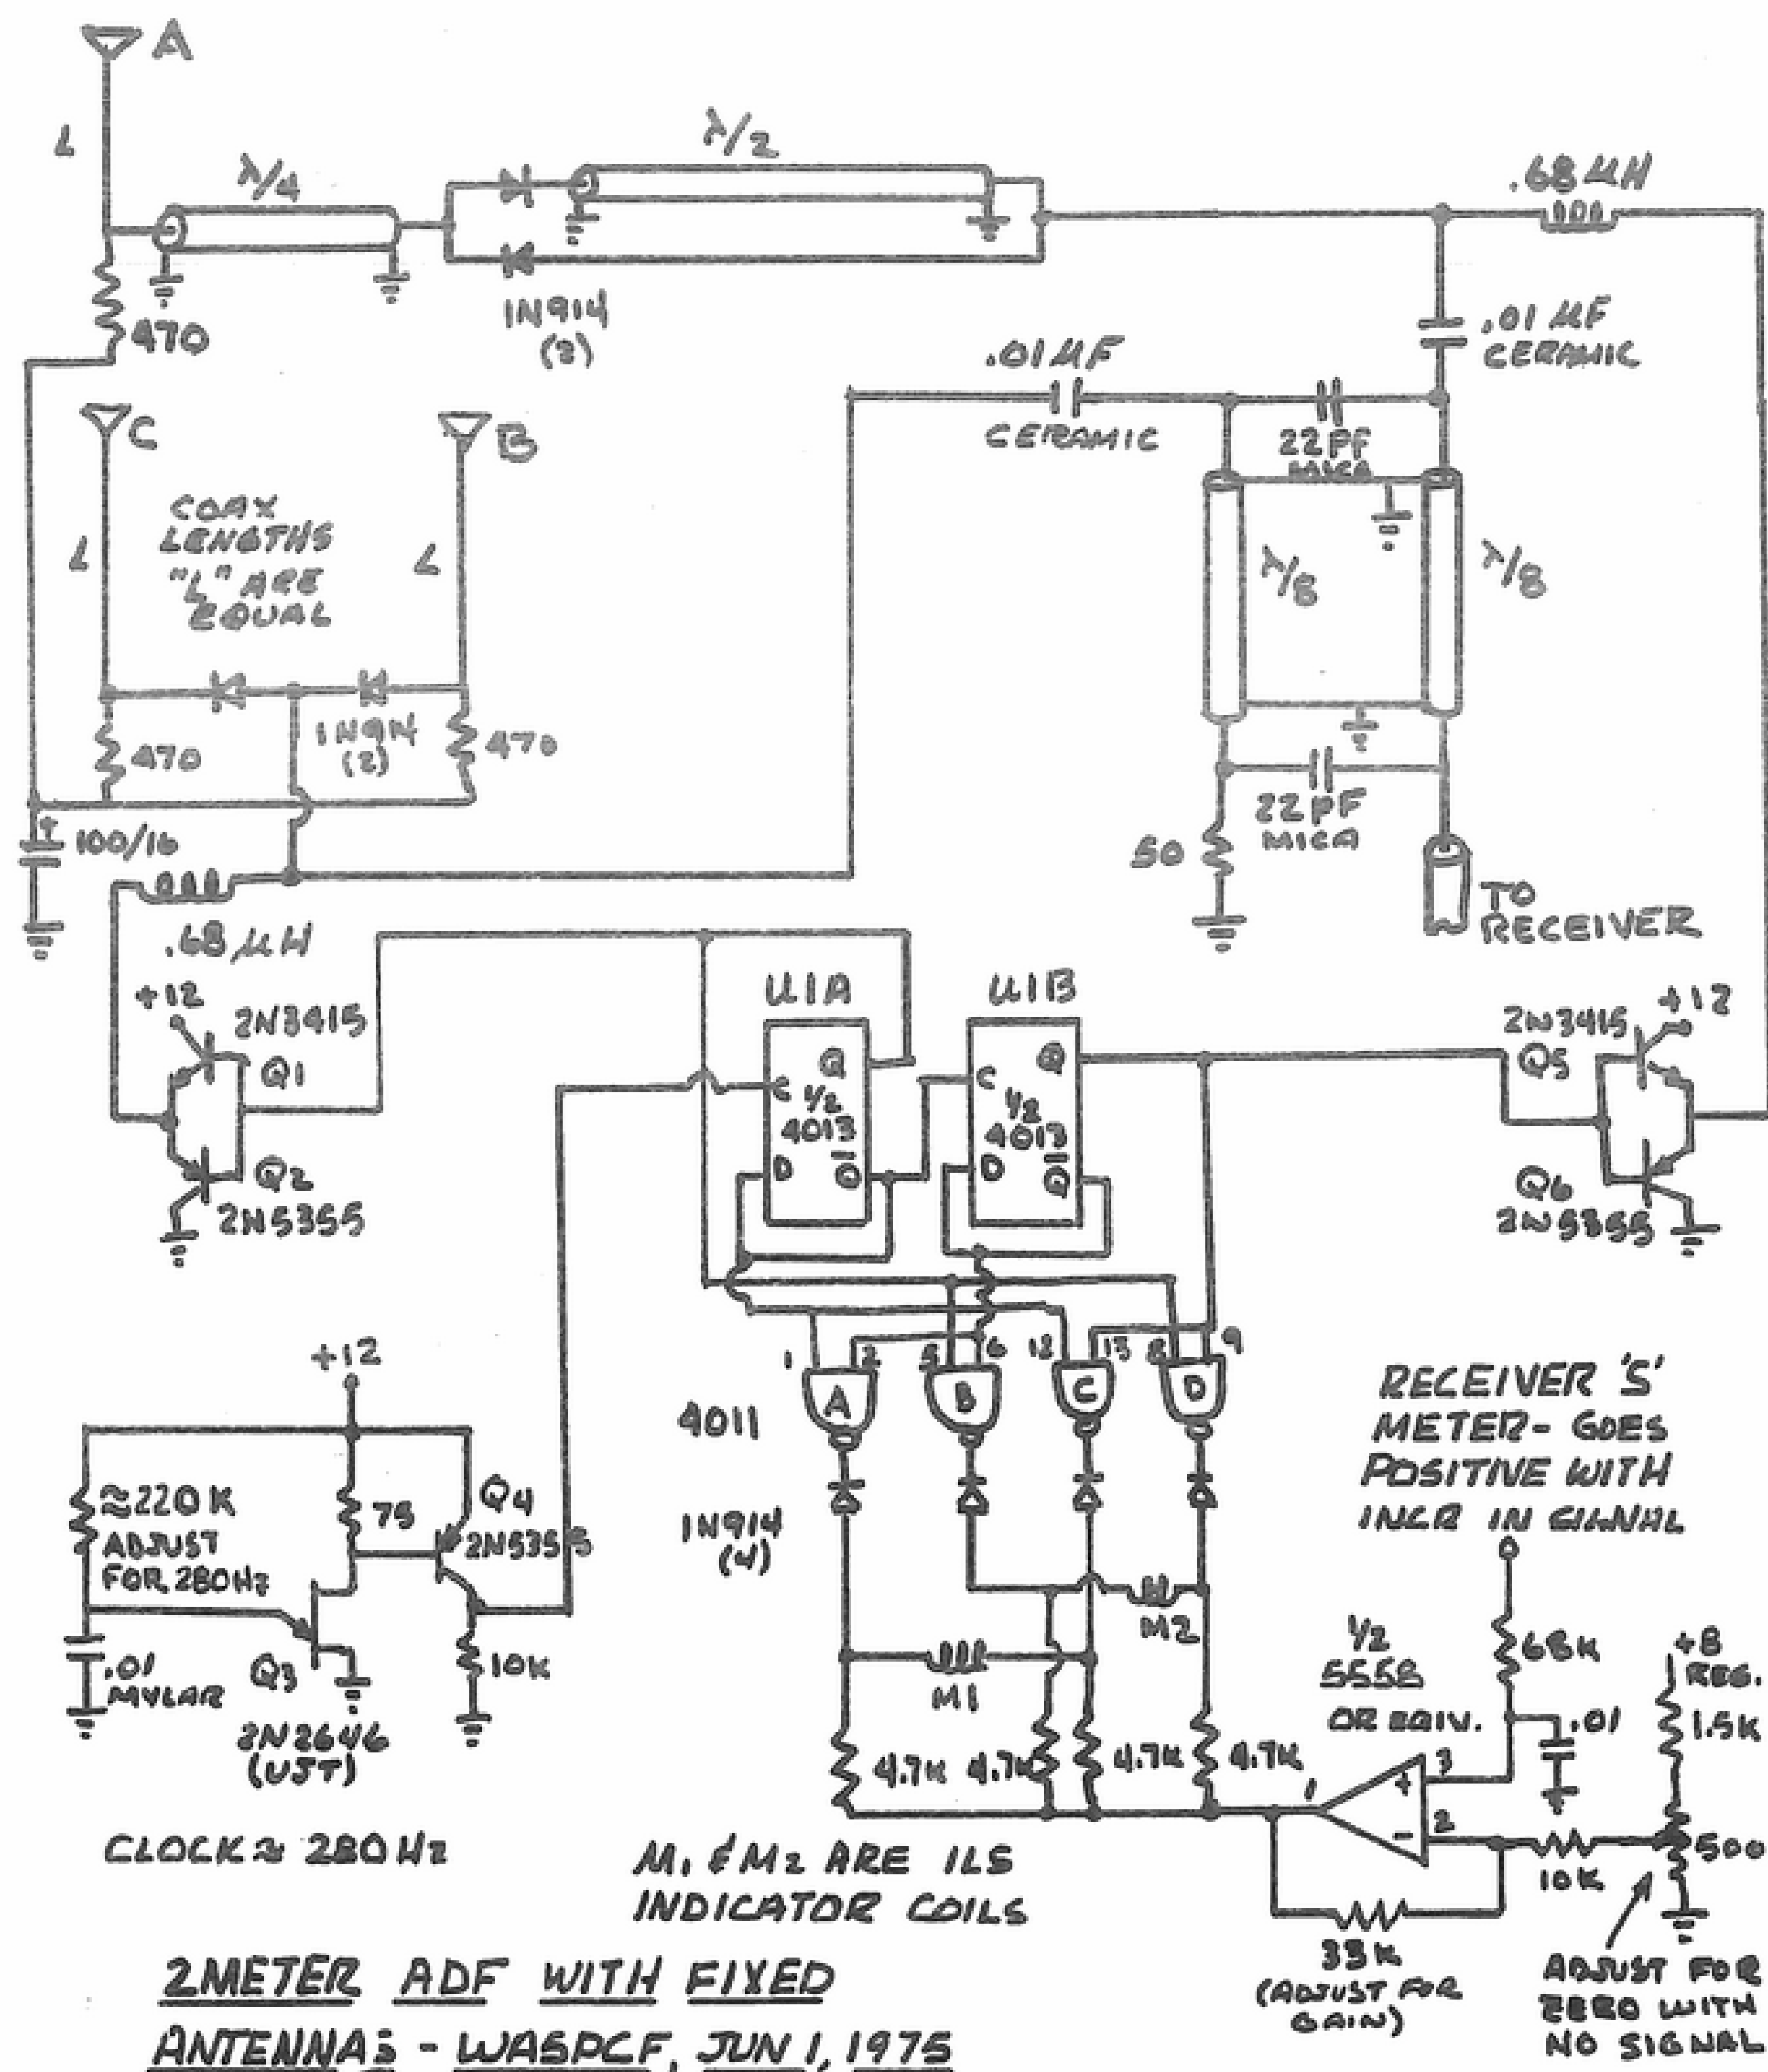 A
L
λ/4
λ/2
.68 µH
470
1N914
(2)
.01 µF
CERAMIC
.01 µF
CERAMIC
22 PF
MICA
C
B
COAX
LENGTHS
"L" ARE
EQUAL
L
L
λ/8
λ/8
470
1N914
(2)
470
+
100/16
22 PF
MICA
50
TO
RECEIVER
.68 µH
+12
2N3415
Q1
Q2
2N5355
U1A
U1B
Q
C
1/2
4013
D
Q
Q
C
1/2
4013
D
Q
2N3415
+12
Q5
Q6
2N5355
1
2
5
6
12
13
8
9
A
B
C
D
4011
1N914
(4)
+12
≈220K
ADJUST
FOR 280HZ
75
Q4
2N5355
.01
MYLAR
Q3
2N2646
(UJT)
10K
RECEIVER 'S'
METER- GOES
POSITIVE WITH
INCR IN SIGNAL
M2
M1
1/2
5558
OR EQIV.
68K
+8
REG.
1.5K
.01
4.7K
4.7K
4.7K
4.7K
1
+
3
-
2
10K
500
33K
(ADJUST FOR
GAIN)
ADJUST FOR
ZERO WITH
NO SIGNAL
CLOCK ≈ 280 HZ
M1 & M2 ARE ILS
INDICATOR COILS
2METER ADF WITH FIXED
ANTENNAS - WA5PCF, JUN 1, 1975